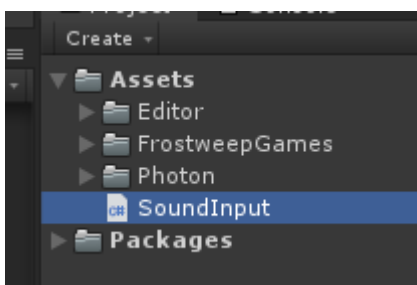 Create
Assets
Editor
FrostweepGames
Photon
C# SoundInput
Packages